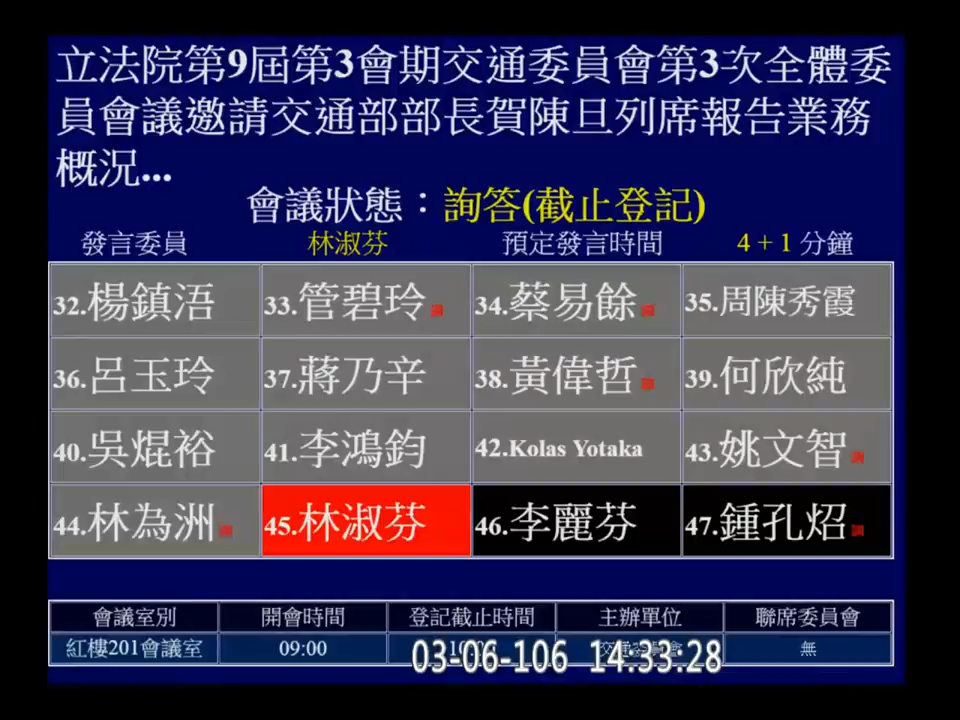 立法院第9屆第3會期交通委員會第3次全體委
員會議邀請交通部部長賀陳旦列席報告業務
概況...
會議狀態：詢答(截止登記)
發言委員 林淑芬 預定發言時間 4 + 1 分鐘
32.楊鎮浯 33.管碧玲 34.蔡易餘 35.周陳秀霞
36.呂玉玲 37.蔣乃辛 38.黃偉哲 39.何欣純
40.吳焜裕 41.李鴻鈞 42.Kolas Yotaka 43.姚文智
44.林為洲 45.林淑芬 46.李麗芬 47.鍾孔炤
會議室別 開會時間 登記截止時間 主辦單位 聯席委員會
紅樓201會議室 09:00 無
03-06-106 14:33:28